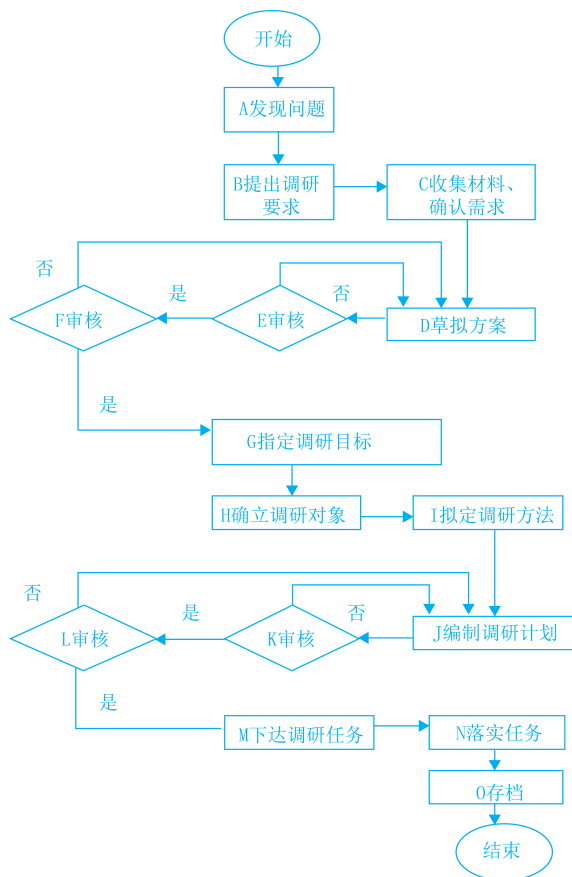 开始
A发现问题
B提出调研
要求
C收集材料、
确认需求
否
是
否
F审核
E审核
D草拟方案
是
G指定调研目标
H确立调研对象
I拟定调研方法
否
是
否
L审核
K审核
J编制调研计划
是
M下达调研任务
N落实任务
O存档
结束